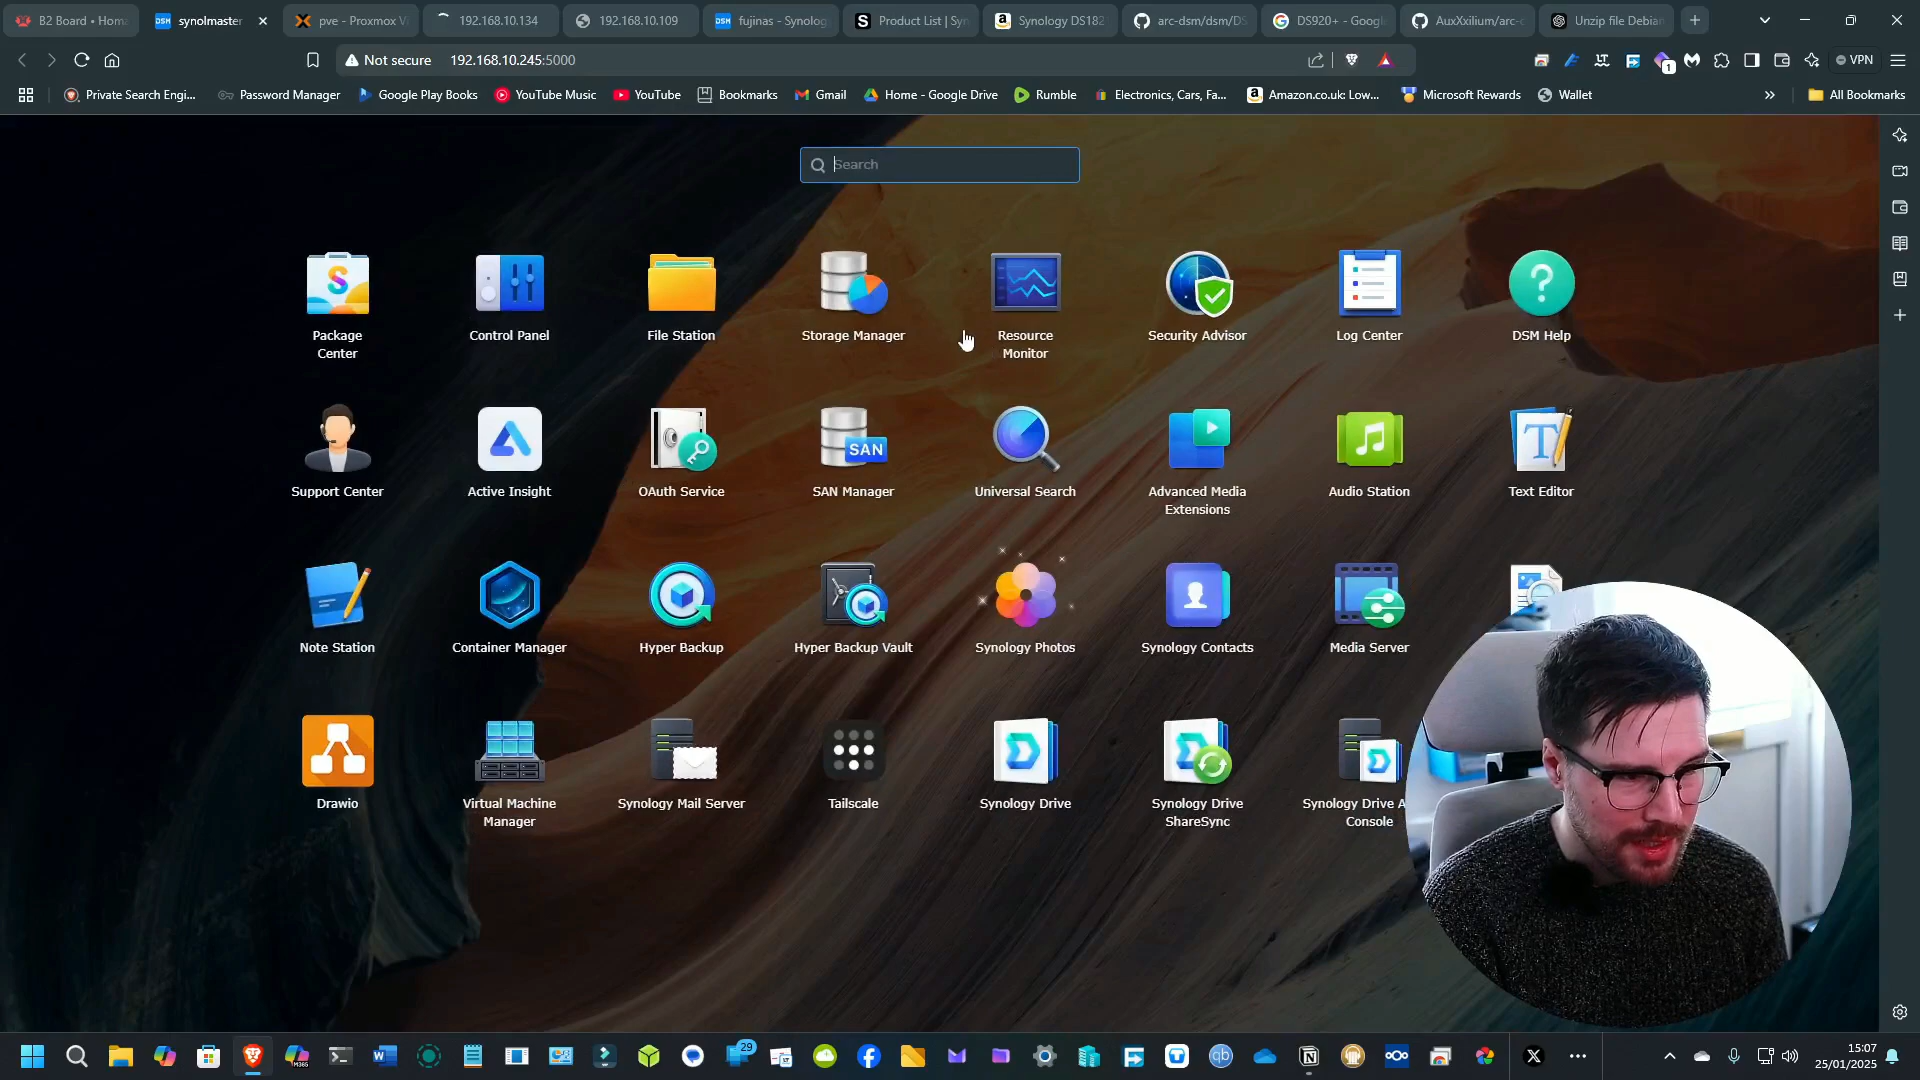 B2 Board • Hom
synolmaster
pve - Proxmox V
192.168.10.134
192.168.10.109
fujinas - Synolog
Product List | Syn
Synology DS182
arc-dsm/dsm/DS
DS920+ - Google
AuxXxilium/arc-
Unzip file Debian
Not secure
192.168.10.245:5000
1
VPN
Private Search Engi...
Password Manager
Google Play Books
YouTube Music
YouTube
Bookmarks
Gmail
Home - Google Drive
Rumble
Electronics, Cars, Fa...
Amazon.co.uk: Low...
Microsoft Rewards
Wallet
All Bookmarks
Search
Package
Center
Control Panel
File Station
Storage Manager
Resource
Monitor
Security Advisor
Log Center
DSM Help
SAN
Support Center
Active Insight
OAuth Service
SAN Manager
Universal Search
Advanced Media
Extensions
Audio Station
Text Editor
Note Station
Container Manager
Hyper Backup
Hyper Backup Vault
Synology Photos
Synology Contacts
Media Server
Drawio
Virtual Machine
Manager
Synology Mail Server
Tailscale
Synology Drive
Synology Drive
ShareSync
Synology Drive A
Console
29
15:07
25/01/2025